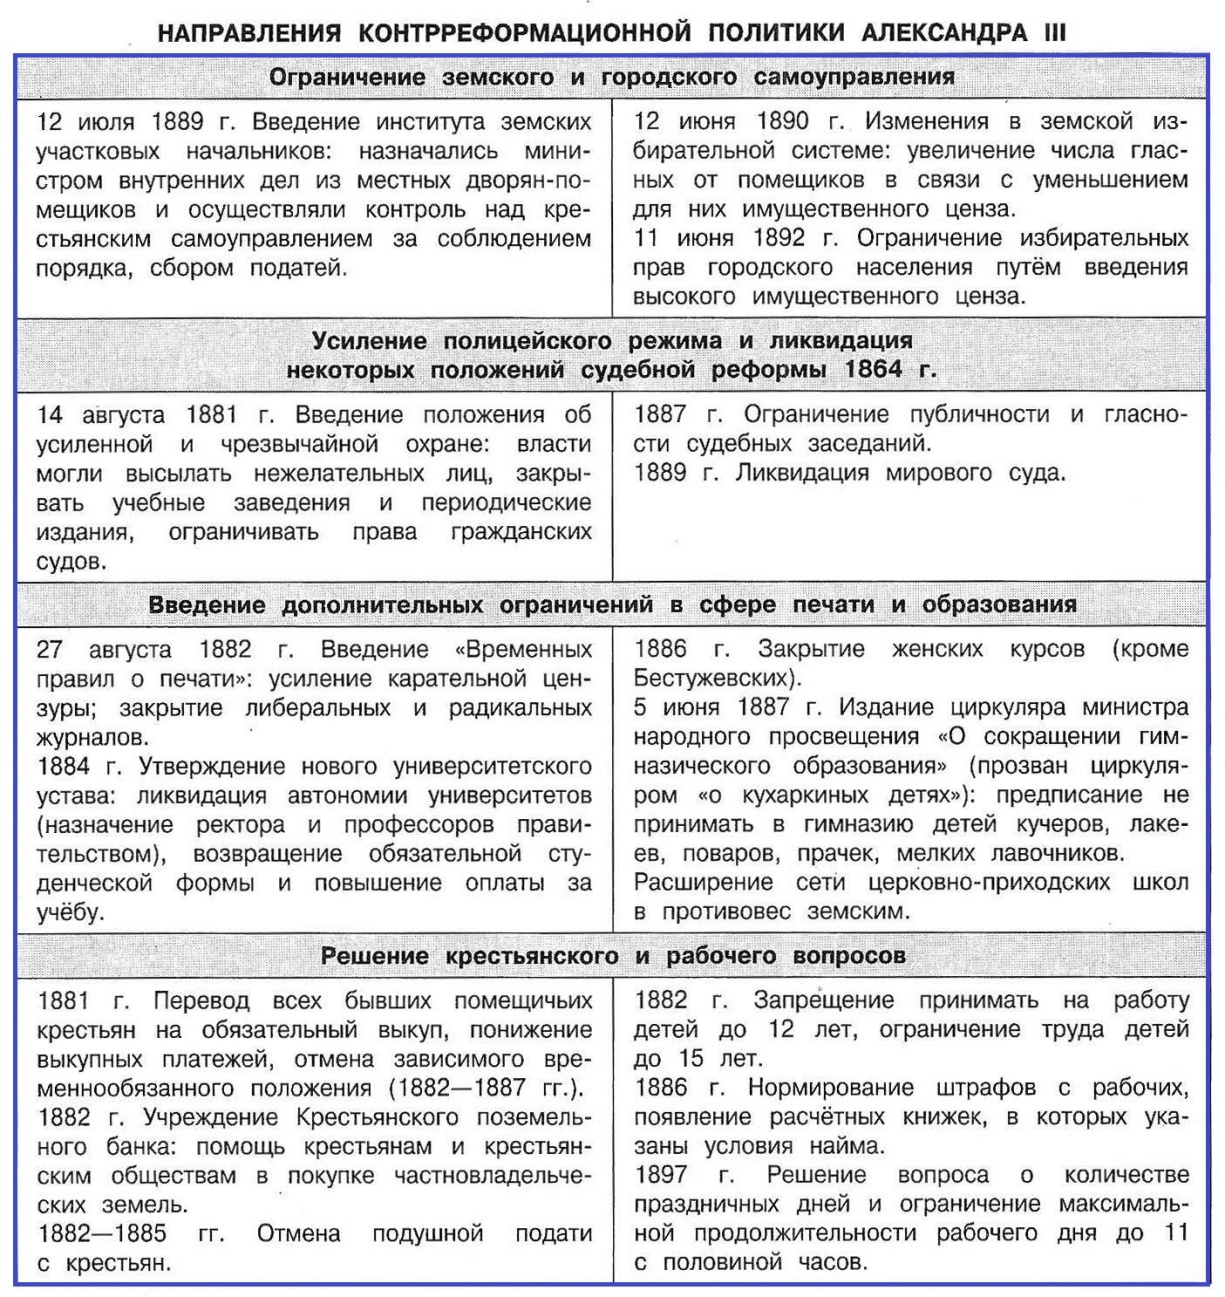 НАПРАВЛЕНИЯ КОНТРРЕФОРМАЦИОННОЙ ПОЛИТИКИ АЛЕКСАНДРА III
Ограничение земского и городского самоуправления
12 июля 1889 г. Введение института земских
участковых начальников: назначались мини-
стром внутренних дел из местных дворян-по-
мещиков и осуществляли контроль над кре-
стьянским самоуправлением за соблюдением
порядка, сбором податей.
12 июня 1890 г. Изменения в земской из-
бирательной системе: увеличение числа глас-
ных от помещиков в связи с уменьшением
для них имущественного ценза.
11 июня 1892 г. Ограничение избирательных
прав городского населения путём введения
высокого имущественного ценза.
Усиление полицейского режима и ликвидация
некоторых положений судебной реформы 1864 г.
14 августа 1881 г. Введение положения об
усиленной и чрезвычайной охране: власти
могли высылать нежелательных лиц, закры-
вать учебные заведения и периодические
издания, ограничивать права гражданских
судов.
1887 г. Ограничение публичности и гласно-
сти судебных заседаний.
1889 г. Ликвидация мирового суда.
Введение дополнительных ограничений в сфере печати и образования
27 августа 1882 г. Введение «Временных
правил о печати»: усиление карательной цен-
зуры; закрытие либеральных и радикальных
журналов.
1884 г. Утверждение нового университетского
устава: ликвидация автономии университетов
(назначение ректора и профессоров прави-
тельством), возвращение обязательной сту-
денческой формы и повышение оплаты за
учёбу.
1886 г. Закрытие женских курсов (кроме
Бестужевских).
5 июня 1887 г. Издание циркуляра министра
народного просвещения «О сокращении гим-
назического образования» (прозван циркуля-
ром «о кухаркиных детях»): предписание не
принимать в гимназию детей кучеров, лаке-
ев, поваров, прачек, мелких лавочников.
Расширение сети церковно-приходских школ
в противовес земским.
Решение крестьянского и рабочего вопросов
1881 г. Перевод всех бывших помещичьих
крестьян на обязательный выкуп, понижение
выкупных платежей, отмена зависимого вре-
меннообязанного положения (1882—1887 гг.).
1882 г. Учреждение Крестьянского поземель-
ного банка: помощь крестьянам и крестьян-
ским обществам в покупке частновладельче-
ских земель.
1882—1885 гг. Отмена подушной подати
с крестьян.
1882 г. Запрещение принимать на работу
детей до 12 лет, ограничение труда детей
до 15 лет.
1886 г. Нормирование штрафов с рабочих,
появление расчётных книжек, в которых ука-
заны условия найма.
1897 г. Решение вопроса о количестве
праздничных дней и ограничение максималь-
ной продолжительности рабочего дня до 11
с половиной часов.